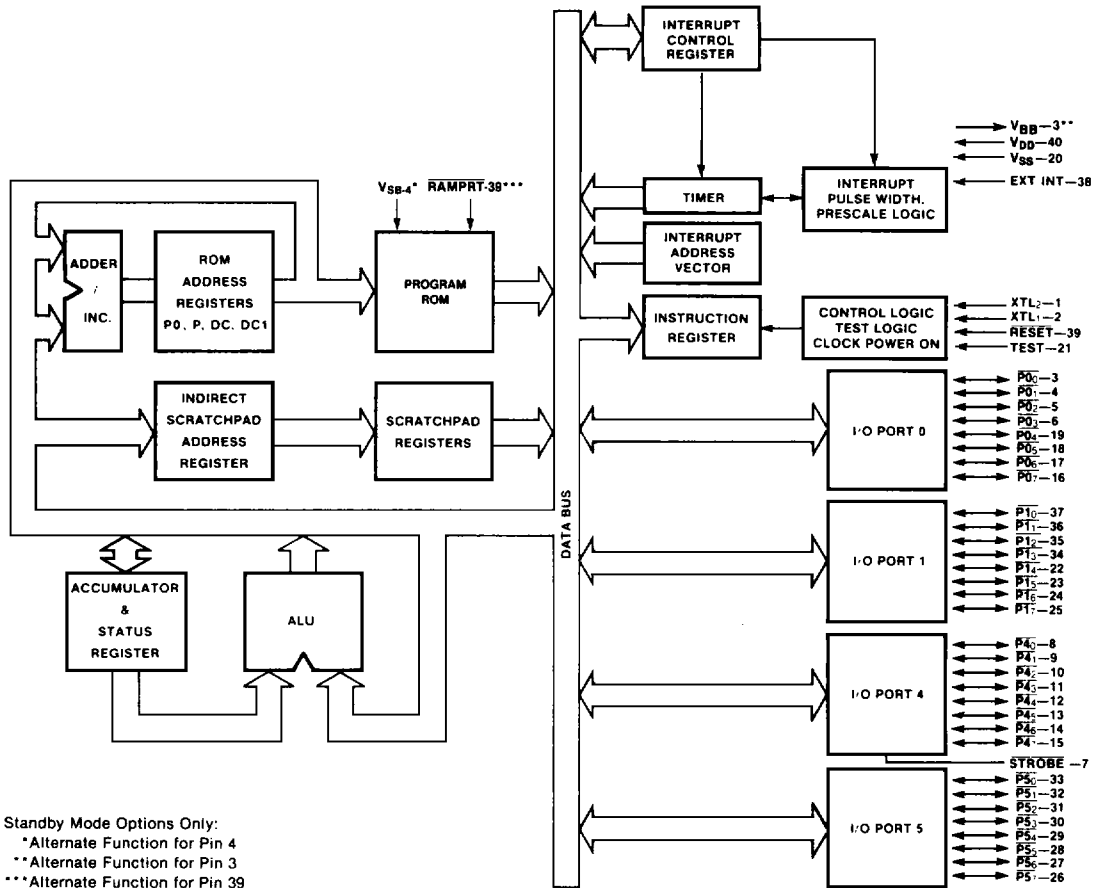 INTERRUPT
CONTROL
REGISTER
VBB—3**
VDD—40
VSS—20
EXT INT—38
VSB-4* RAMPRT-39***
TIMER
INTERRUPT
PULSE WIDTH.
PRESCALE LOGIC
ADDER
/
INC.
ROM
ADDRESS
REGISTERS
P0, P, DC, DC1
PROGRAM
ROM
INTERRUPT
ADDRESS
VECTOR
INSTRUCTION
REGISTER
CONTROL LOGIC
TEST LOGIC
CLOCK POWER ON
XTL2—1
XTL1—2
RESET—39
TEST—21
INDIRECT
SCRATCHPAD
ADDRESS
REGISTER
SCRATCHPAD
REGISTERS
DATA BUS
I/O PORT 0
P00—3
P01—4
P02—5
P03—6
P04—19
P05—18
P06—17
P07—16
I/O PORT 1
P10—37
P11—36
P12—35
P13—34
P14—22
P15—23
P16—24
P17—25
ACCUMULATOR
&
STATUS
REGISTER
ALU
I/O PORT 4
P40—8
P41—9
P42—10
P43—11
P44—12
P45—13
P46—14
P47—15
STROBE—7
I/O PORT 5
P50—33
P51—32
P52—31
P53—30
P54—29
P55—28
P56—27
P57—26
Standby Mode Options Only:
*Alternate Function for Pin 4
**Alternate Function for Pin 3
***Alternate Function for Pin 39